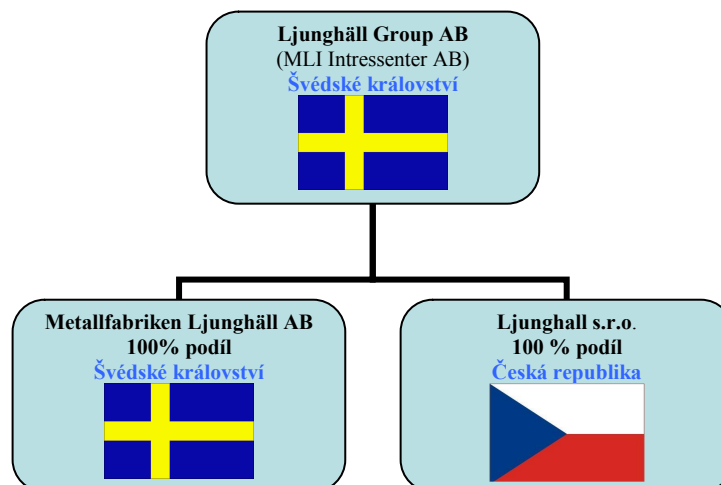 Ljunghäll Group AB
(MLI Intressenter AB)
Švédské království
Metallfabriken Ljunghäll AB
100% podíl
Švédské království
Ljunghall s.r.o.
100 % podíl
Česká republika